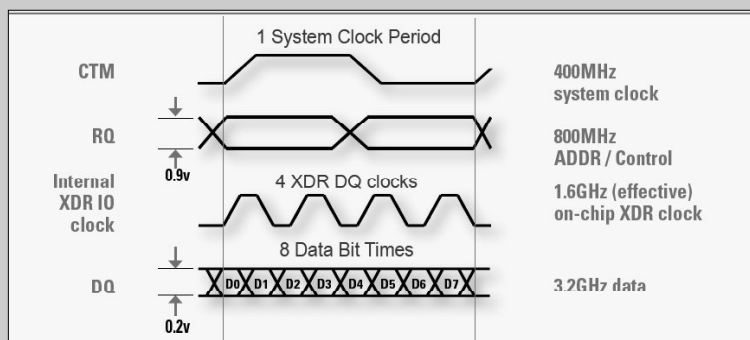 1 System Clock Period
CTM
400MHz
system clock
RQ
0.9v
800MHz
ADDR / Control
Internal
XDR IO
clock
4 XDR DQ clocks
1.6GHz (effective)
on-chip XDR clock
8 Data Bit Times
DQ
D0 D1 D2 D3 D4 D5 D6 D7
3.2GHz data
0.2v